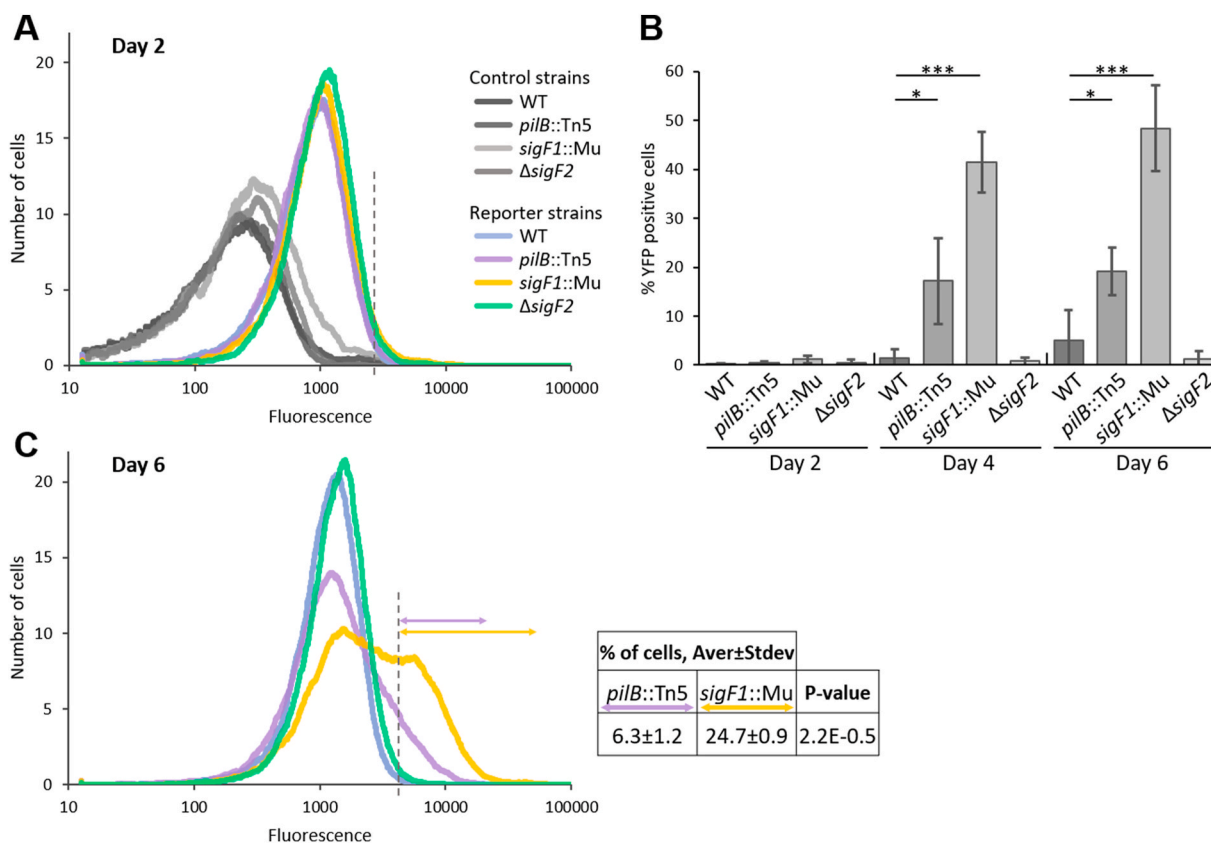 A
Day 2
Number of cells
20
15
10
5
0
10
100
1000
10000
100000
Fluorescence
Control strains
WT
pilB::Tn5
sigF1::Mu
ΔsigF2
Reporter strains
WT
pilB::Tn5
sigF1::Mu
ΔsigF2
B
% YFP positive cells
60
50
40
30
20
10
0
***
*
***
*
WT
pilB::Tn5
sigF1::Mu
ΔsigF2
WT
pilB::Tn5
sigF1::Mu
ΔsigF2
WT
pilB::Tn5
sigF1::Mu
ΔsigF2
Day 2
Day 4
Day 6
C
Day 6
Number of cells
20
15
10
5
0
10
100
1000
10000
100000
Fluorescence
% of cells, Aver±Stdev
pilB::Tn5 sigF1::Mu P-value
6.3±1.2 24.7±0.9 2.2E-0.5